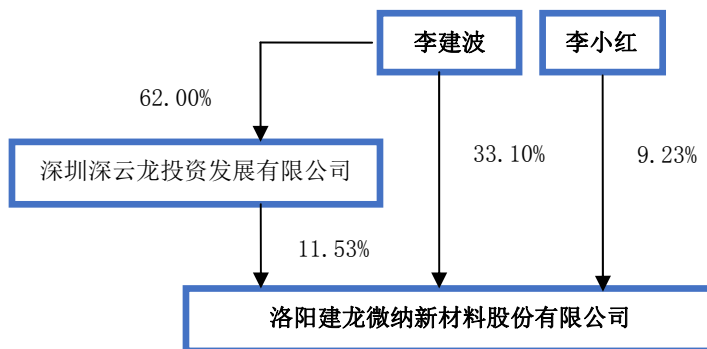 李建波
李小红
62.00%
深圳深云龙投资发展有限公司
33.10%
9.23%
11.53%
洛阳建龙微纳新材料股份有限公司